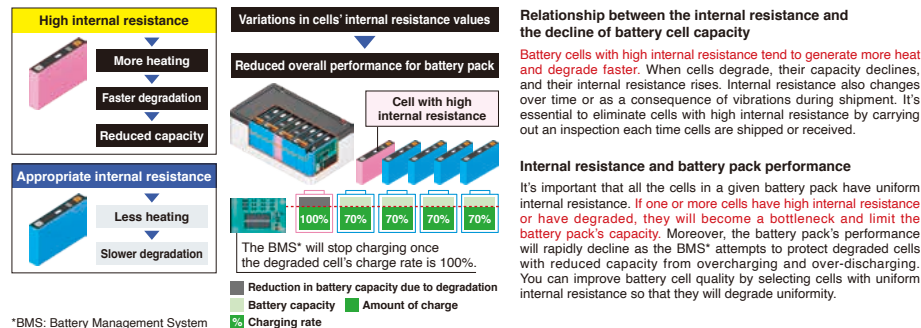 High internal resistance
More heating
Faster degradation
Reduced capacity
Appropriate internal resistance
Less heating
Slower degradation
*BMS: Battery Management System
Variations in cells' internal resistance values
Reduced overall performance for battery pack
Cell with high
internal resistance
100% 70% 70% 70% 70%
The BMS* will stop charging once
the degraded cell's charge rate is 100%.
Reduction in battery capacity due to degradation
Battery capacity Amount of charge
% Charging rate
Relationship between the internal resistance and
the decline of battery cell capacity
Battery cells with high internal resistance tend to generate more heat
and degrade faster. When cells degrade, their capacity declines,
and their internal resistance rises. Internal resistance also changes
over time or as a consequence of vibrations during shipment. It's
essential to eliminate cells with high internal resistance by carrying
out an inspection each time cells are shipped or received.
Internal resistance and battery pack performance
It's important that all the cells in a given battery pack have uniform
internal resistance. If one or more cells have high internal resistance
or have degraded, they will become a bottleneck and limit the
battery pack's capacity. Moreover, the battery pack's performance
will rapidly decline as the BMS* attempts to protect degraded cells
with reduced capacity from overcharging and over-discharging.
You can improve battery cell quality by selecting cells with uniform
internal resistance so that they will degrade uniformity.